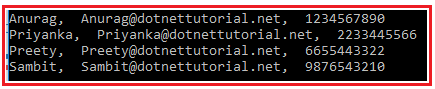 Anurag,  Anurag@dotnettutorial.net,  1234567890
Priyanka,  Priyanka@dotnettutorial.net,  2233445566
Preety,  Preety@dotnettutorial.net,  6655443322
Sambit,  Sambit@dotnettutorial.net,  9876543210